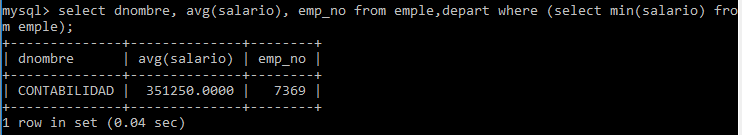 mysql> select dnombre, avg(salario), emp_no from emple,depart where (select min(salario) fro
m emple);
+--------------+--------------+--------+
| dnombre      | avg(salario) | emp_no |
+--------------+--------------+--------+
| CONTABILIDAD |  351250.0000 |   7369 |
+--------------+--------------+--------+
1 row in set (0.04 sec)